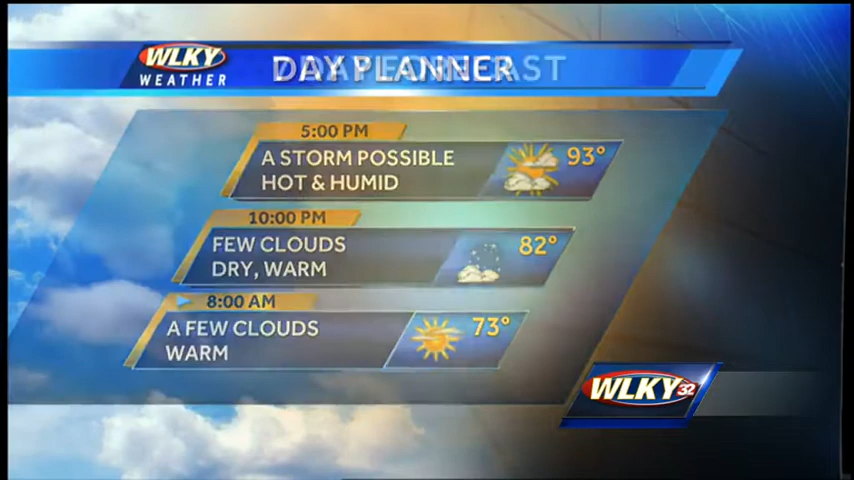 WLKY
WEATHER
DAY PLANNER
5:00 PM
A STORM POSSIBLE
HOT & HUMID
93°
10:00 PM
FEW CLOUDS
DRY, WARM
82°
8:00 AM
A FEW CLOUDS
WARM
73°
WLKY 32